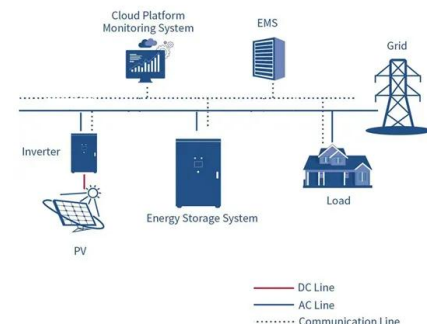 Cloud Platform
Monitoring System
EMS
Grid
Inverter
Energy Storage System
Load
PV
DC Line
AC Line
Communication Line